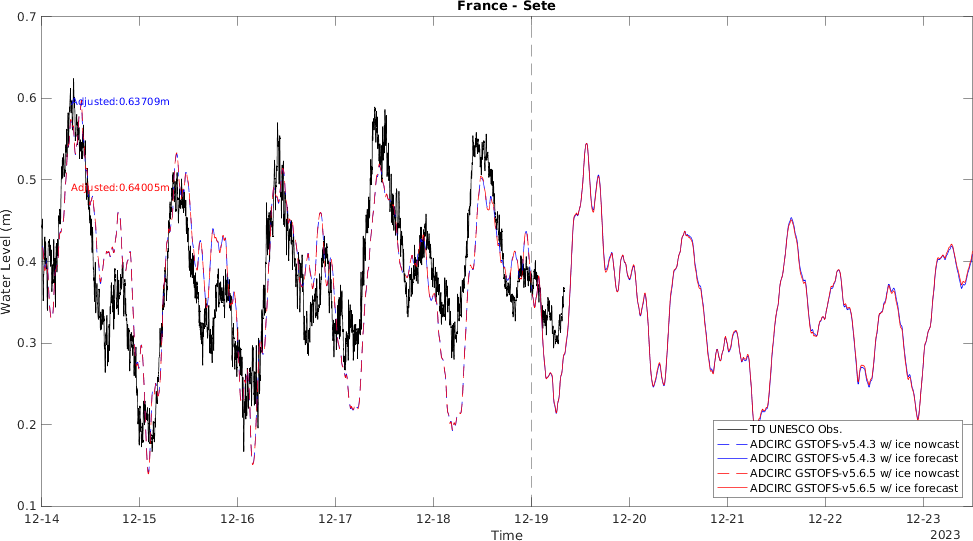 France - Sete
0.7
0.6
0.5
0.4
0.3
0.2
0.1
Water Level (m)
Adjusted:0.63709m
Adjusted:0.64005m
TD UNESCO Obs.
ADCIRC GSTOFS-v5.4.3 w/ ice nowcast
ADCIRC GSTOFS-v5.4.3 w/ ice forecast
ADCIRC GSTOFS-v5.6.5 w/ ice nowcast
ADCIRC GSTOFS-v5.6.5 w/ ice forecast
12-14 12-15 12-16 12-17 12-18 12-19 12-20 12-21 12-22 12-23
Time
2023